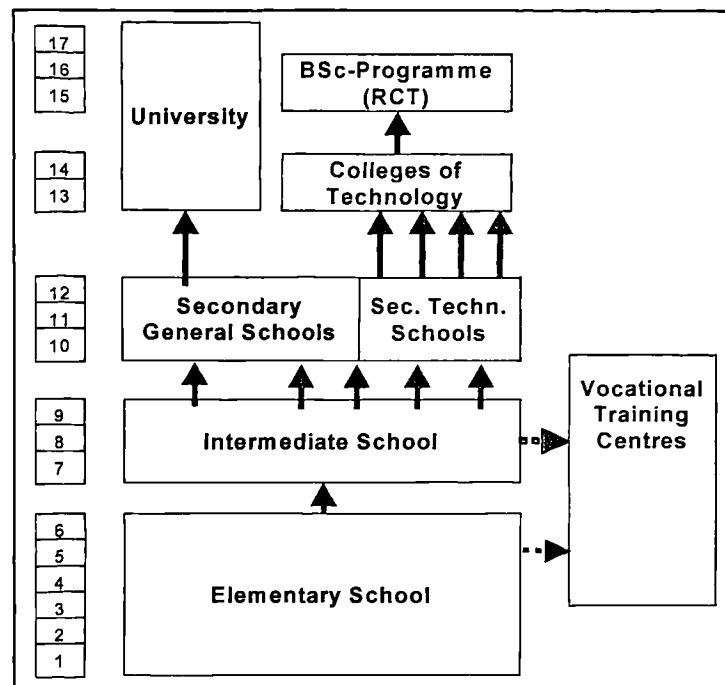 17
16
15
University
BSc-Programme
(RCT)
14
13
Colleges of
Technology
12
11
10
Secondary
General Schools
Sec. Techn.
Schools
9
8
7
Intermediate School
Vocational
Training
Centres
6
5
4
3
2
1
Elementary School